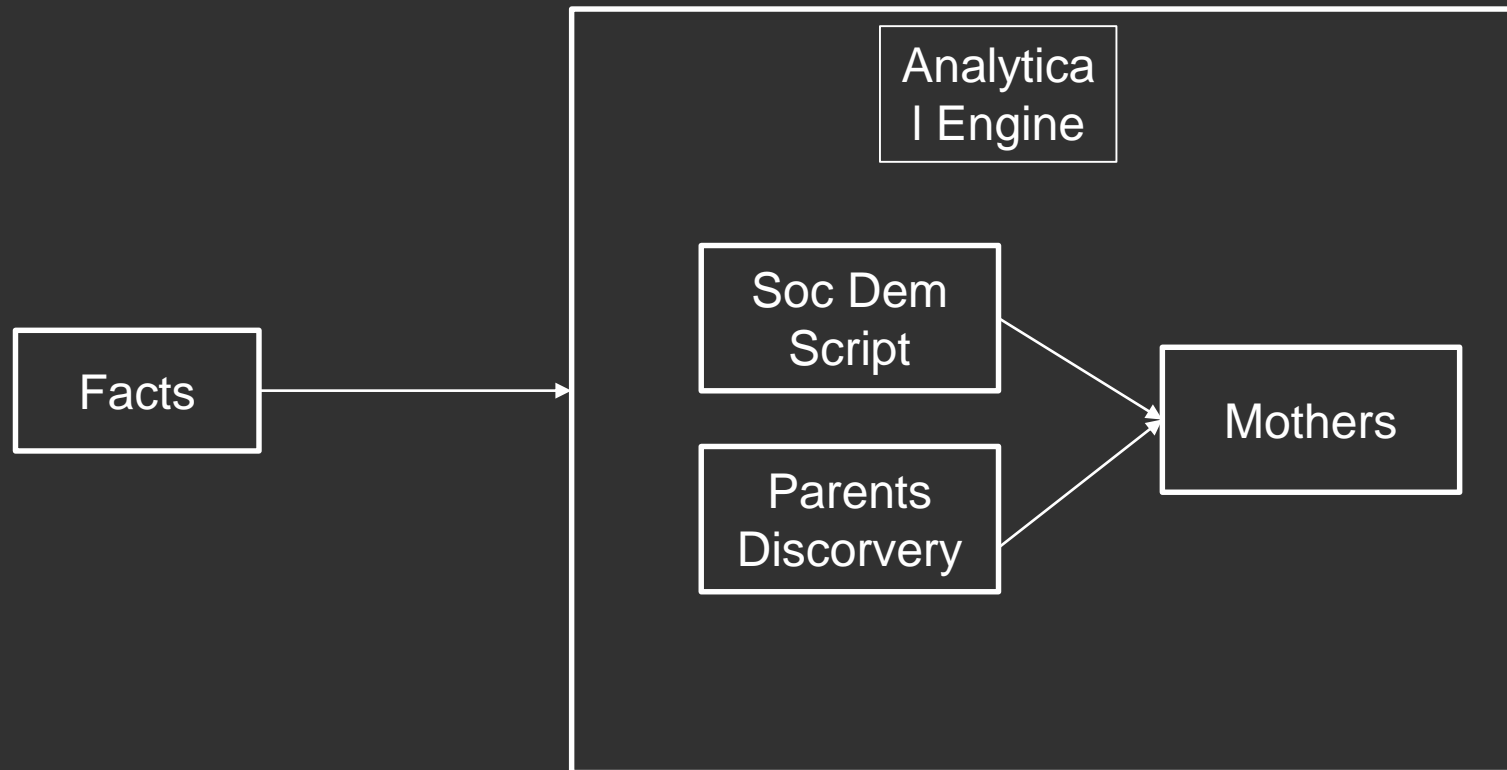 Analytica
l Engine
Soc Dem
Script
Facts
Mothers
Parents
Discorvery